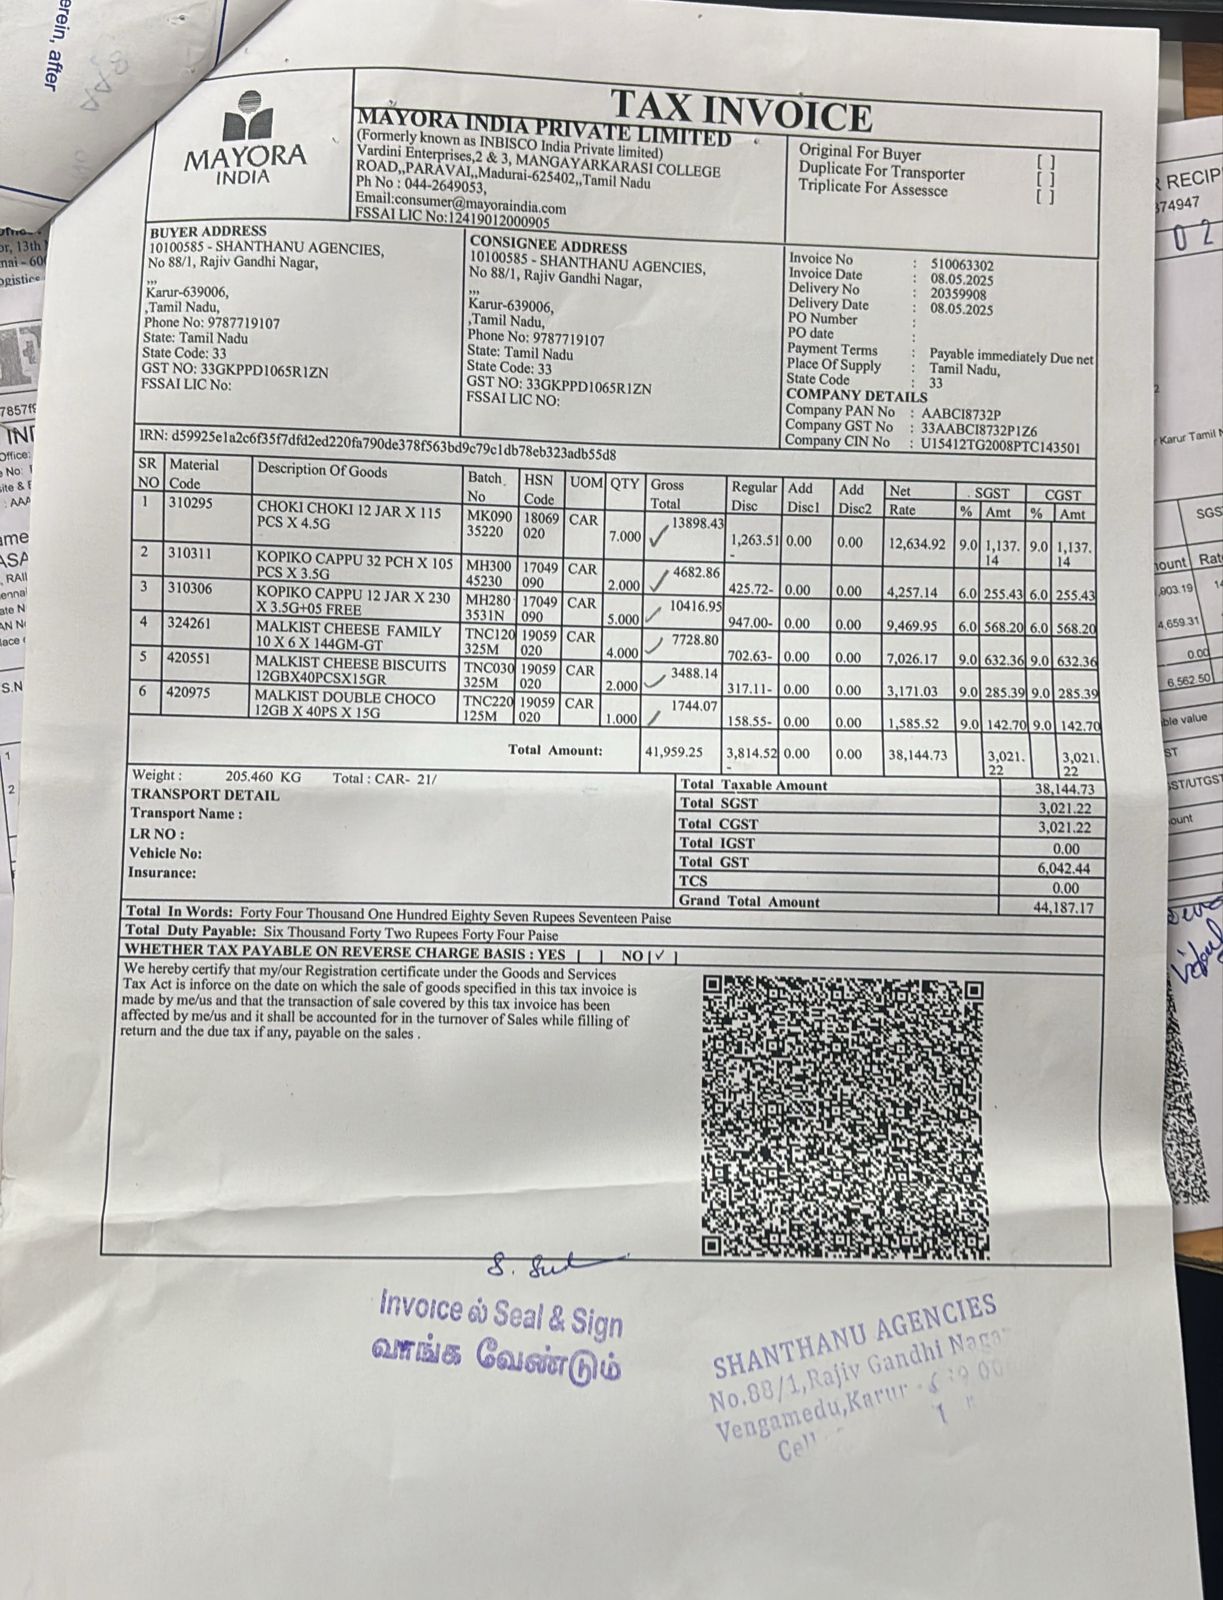 erein, after
MAYORA
INDIA
TAX INVOICE
MAYORA INDIA PRIVATE LIMITED
(Formerly known as INBISCO India Private limited)
Vardini Enterprises,2 & 3, MANGAYARKARASI COLLEGE
ROAD,,PARAVAI,,Madurai-625402,,Tamil Nadu
Ph No : 044-2649053,
Email:consumer@mayoraindia.com
FSSAI LIC No:12419012000905
Original For Buyer [ ]
Duplicate For Transporter [ ]
Triplicate For Assessce [ ]
BUYER ADDRESS
10100585 - SHANTHANU AGENCIES,
No 88/1, Rajiv Gandhi Nagar,
,,,
Karur-639006,
,Tamil Nadu,
Phone No: 9787719107
State: Tamil Nadu
State Code: 33
GST NO: 33GKPPD1065R1ZN
FSSAI LIC No:
CONSIGNEE ADDRESS
10100585 - SHANTHANU AGENCIES,
No 88/1, Rajiv Gandhi Nagar,
,,,
Karur-639006,
,Tamil Nadu,
Phone No: 9787719107
State: Tamil Nadu
State Code: 33
GST NO: 33GKPPD1065R1ZN
FSSAI LIC NO:
Invoice No : 510063302
Invoice Date : 08.05.2025
Delivery No : 20359908
Delivery Date : 08.05.2025
PO Number :
PO date :
Payment Terms : Payable immediately Due net
Place Of Supply : Tamil Nadu,
State Code : 33
COMPANY DETAILS
Company PAN No : AABCI8732P
Company GST No : 33AABCI8732P1Z6
Company CIN No : U15412TG2008PTC143501
IRN: d59925e1a2c6f35f7dfd2ed220fa790de378f563bd9c79c1db78eb323adb55d8
SR NO Material Code Description Of Goods Batch No HSN Code UOM QTY Gross Total Regular Disc Add Disc1 Add Disc2 Net Rate SGST % Amt CGST % Amt
1 310295 CHOKI CHOKI 12 JAR X 115 PCS X 4.5G MK090 35220 18069 020 CAR 7.000 13898.43 1,263.51- 0.00 0.00 12,634.92 9.0 1,137.14 9.0 1,137.14
2 310311 KOPIKO CAPPU 32 PCH X 105 PCS X 3.5G MH300 45230 17049 090 CAR 2.000 4682.86 425.72- 0.00 0.00 4,257.14 6.0 255.43 6.0 255.43
3 310306 KOPIKO CAPPU 12 JAR X 230 X 3.5G+05 FREE MH280 3531N 17049 090 CAR 5.000 10416.95 947.00- 0.00 0.00 9,469.95 6.0 568.20 6.0 568.20
4 324261 MALKIST CHEESE FAMILY 10 X 6 X 144GM-GT TNC120 325M 19059 020 CAR 4.000 7728.80 702.63- 0.00 0.00 7,026.17 9.0 632.36 9.0 632.36
5 420551 MALKIST CHEESE BISCUITS 12GBX40PCSX15GR TNC030 325M 19059 020 CAR 2.000 3488.14 317.11- 0.00 0.00 3,171.03 9.0 285.39 9.0 285.39
6 420975 MALKIST DOUBLE CHOCO 12GB X 40PS X 15G TNC220 125M 19059 020 CAR 1.000 1744.07 158.55- 0.00 0.00 1,585.52 9.0 142.70 9.0 142.70
Total Amount: 41,959.25 3,814.52- 0.00 0.00 38,144.73 3,021.22 3,021.22
Weight : 205.460 KG Total : CAR- 21/
TRANSPORT DETAIL
Transport Name :
LR NO :
Vehicle No:
Insurance:
Total Taxable Amount 38,144.73
Total SGST 3,021.22
Total CGST 3,021.22
Total IGST 0.00
Total GST 6,042.44
TCS 0.00
Grand Total Amount 44,187.17
Total In Words: Forty Four Thousand One Hundred Eighty Seven Rupees Seventeen Paise
Total Duty Payable: Six Thousand Forty Two Rupees Forty Four Paise
WHETHER TAX PAYABLE ON REVERSE CHARGE BASIS : YES [ ] NO [✓]
We hereby certify that my/our Registration certificate under the Goods and Services
Tax Act is inforce on the date on which the sale of goods specified in this tax invoice is
made by me/us and that the transaction of sale covered by this tax invoice has been
affected by me/us and it shall be accounted for in the turnover of Sales while filling of
return and the due tax if any, payable on the sales .
Invoice ல் Seal & Sign
வாங்க வேண்டும்
SHANTHANU AGENCIES
No.88/1,Rajiv Gandhi
Vengamedu,Karur
RECIP
74947
02
Karur Tamil
SGS
ount Rat
,803.19
4,659.31
0.00
6,562.50
ble value
ST
ST/UTGST
ount